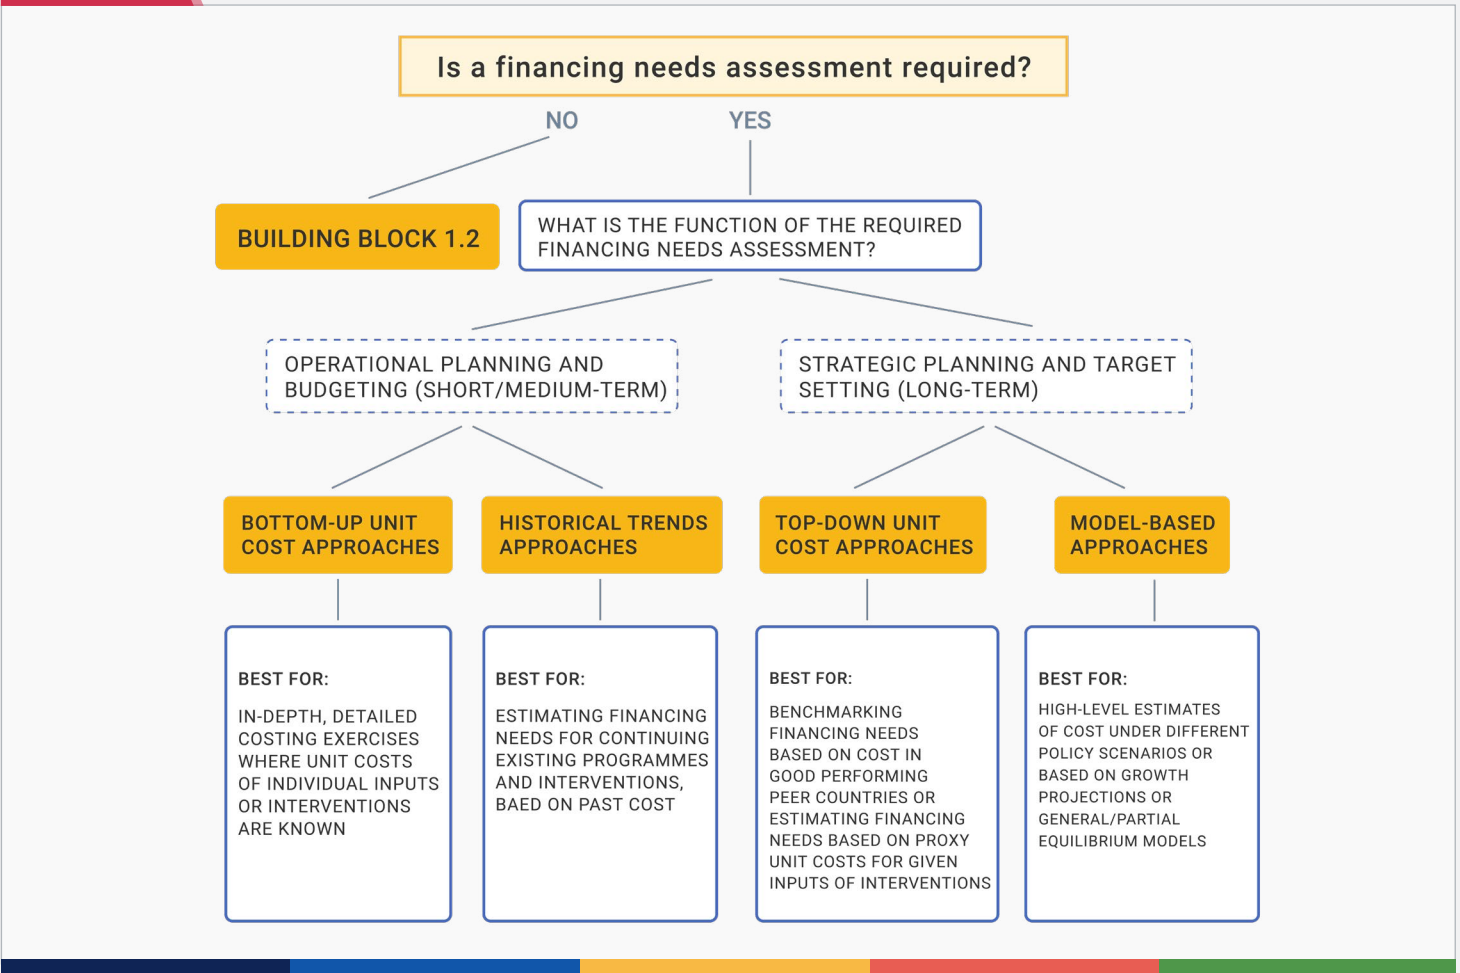 Is a financing needs assessment required?
NO
YES
BUILDING BLOCK 1.2
WHAT IS THE FUNCTION OF THE REQUIRED
FINANCING NEEDS ASSESSMENT?
OPERATIONAL PLANNING AND
BUDGETING (SHORT/MEDIUM-TERM)
STRATEGIC PLANNING AND TARGET
SETTING (LONG-TERM)
BOTTOM-UP UNIT
COST APPROACHES
HISTORICAL TRENDS
APPROACHES
TOP-DOWN UNIT
COST APPROACHES
MODEL-BASED
APPROACHES
BEST FOR:
IN-DEPTH, DETAILED
COSTING EXERCISES
WHERE UNIT COSTS
OF INDIVIDUAL INPUTS
OR INTERVENTIONS
ARE KNOWN
BEST FOR:
ESTIMATING FINANCING
NEEDS FOR CONTINUING
EXISTING PROGRAMMES
AND INTERVENTIONS,
BAED ON PAST COST
BEST FOR:
BENCHMARKING
FINANCING NEEDS
BASED ON COST IN
GOOD PERFORMING
PEER COUNTRIES OR
ESTIMATING FINANCING
NEEDS BASED ON PROXY
UNIT COSTS FOR GIVEN
INPUTS OF INTERVENTIONS
BEST FOR:
HIGH-LEVEL ESTIMATES
OF COST UNDER DIFFERENT
POLICY SCENARIOS OR
BASED ON GROWTH
PROJECTIONS OR
GENERAL/PARTIAL
EQUILIBRIUM MODELS